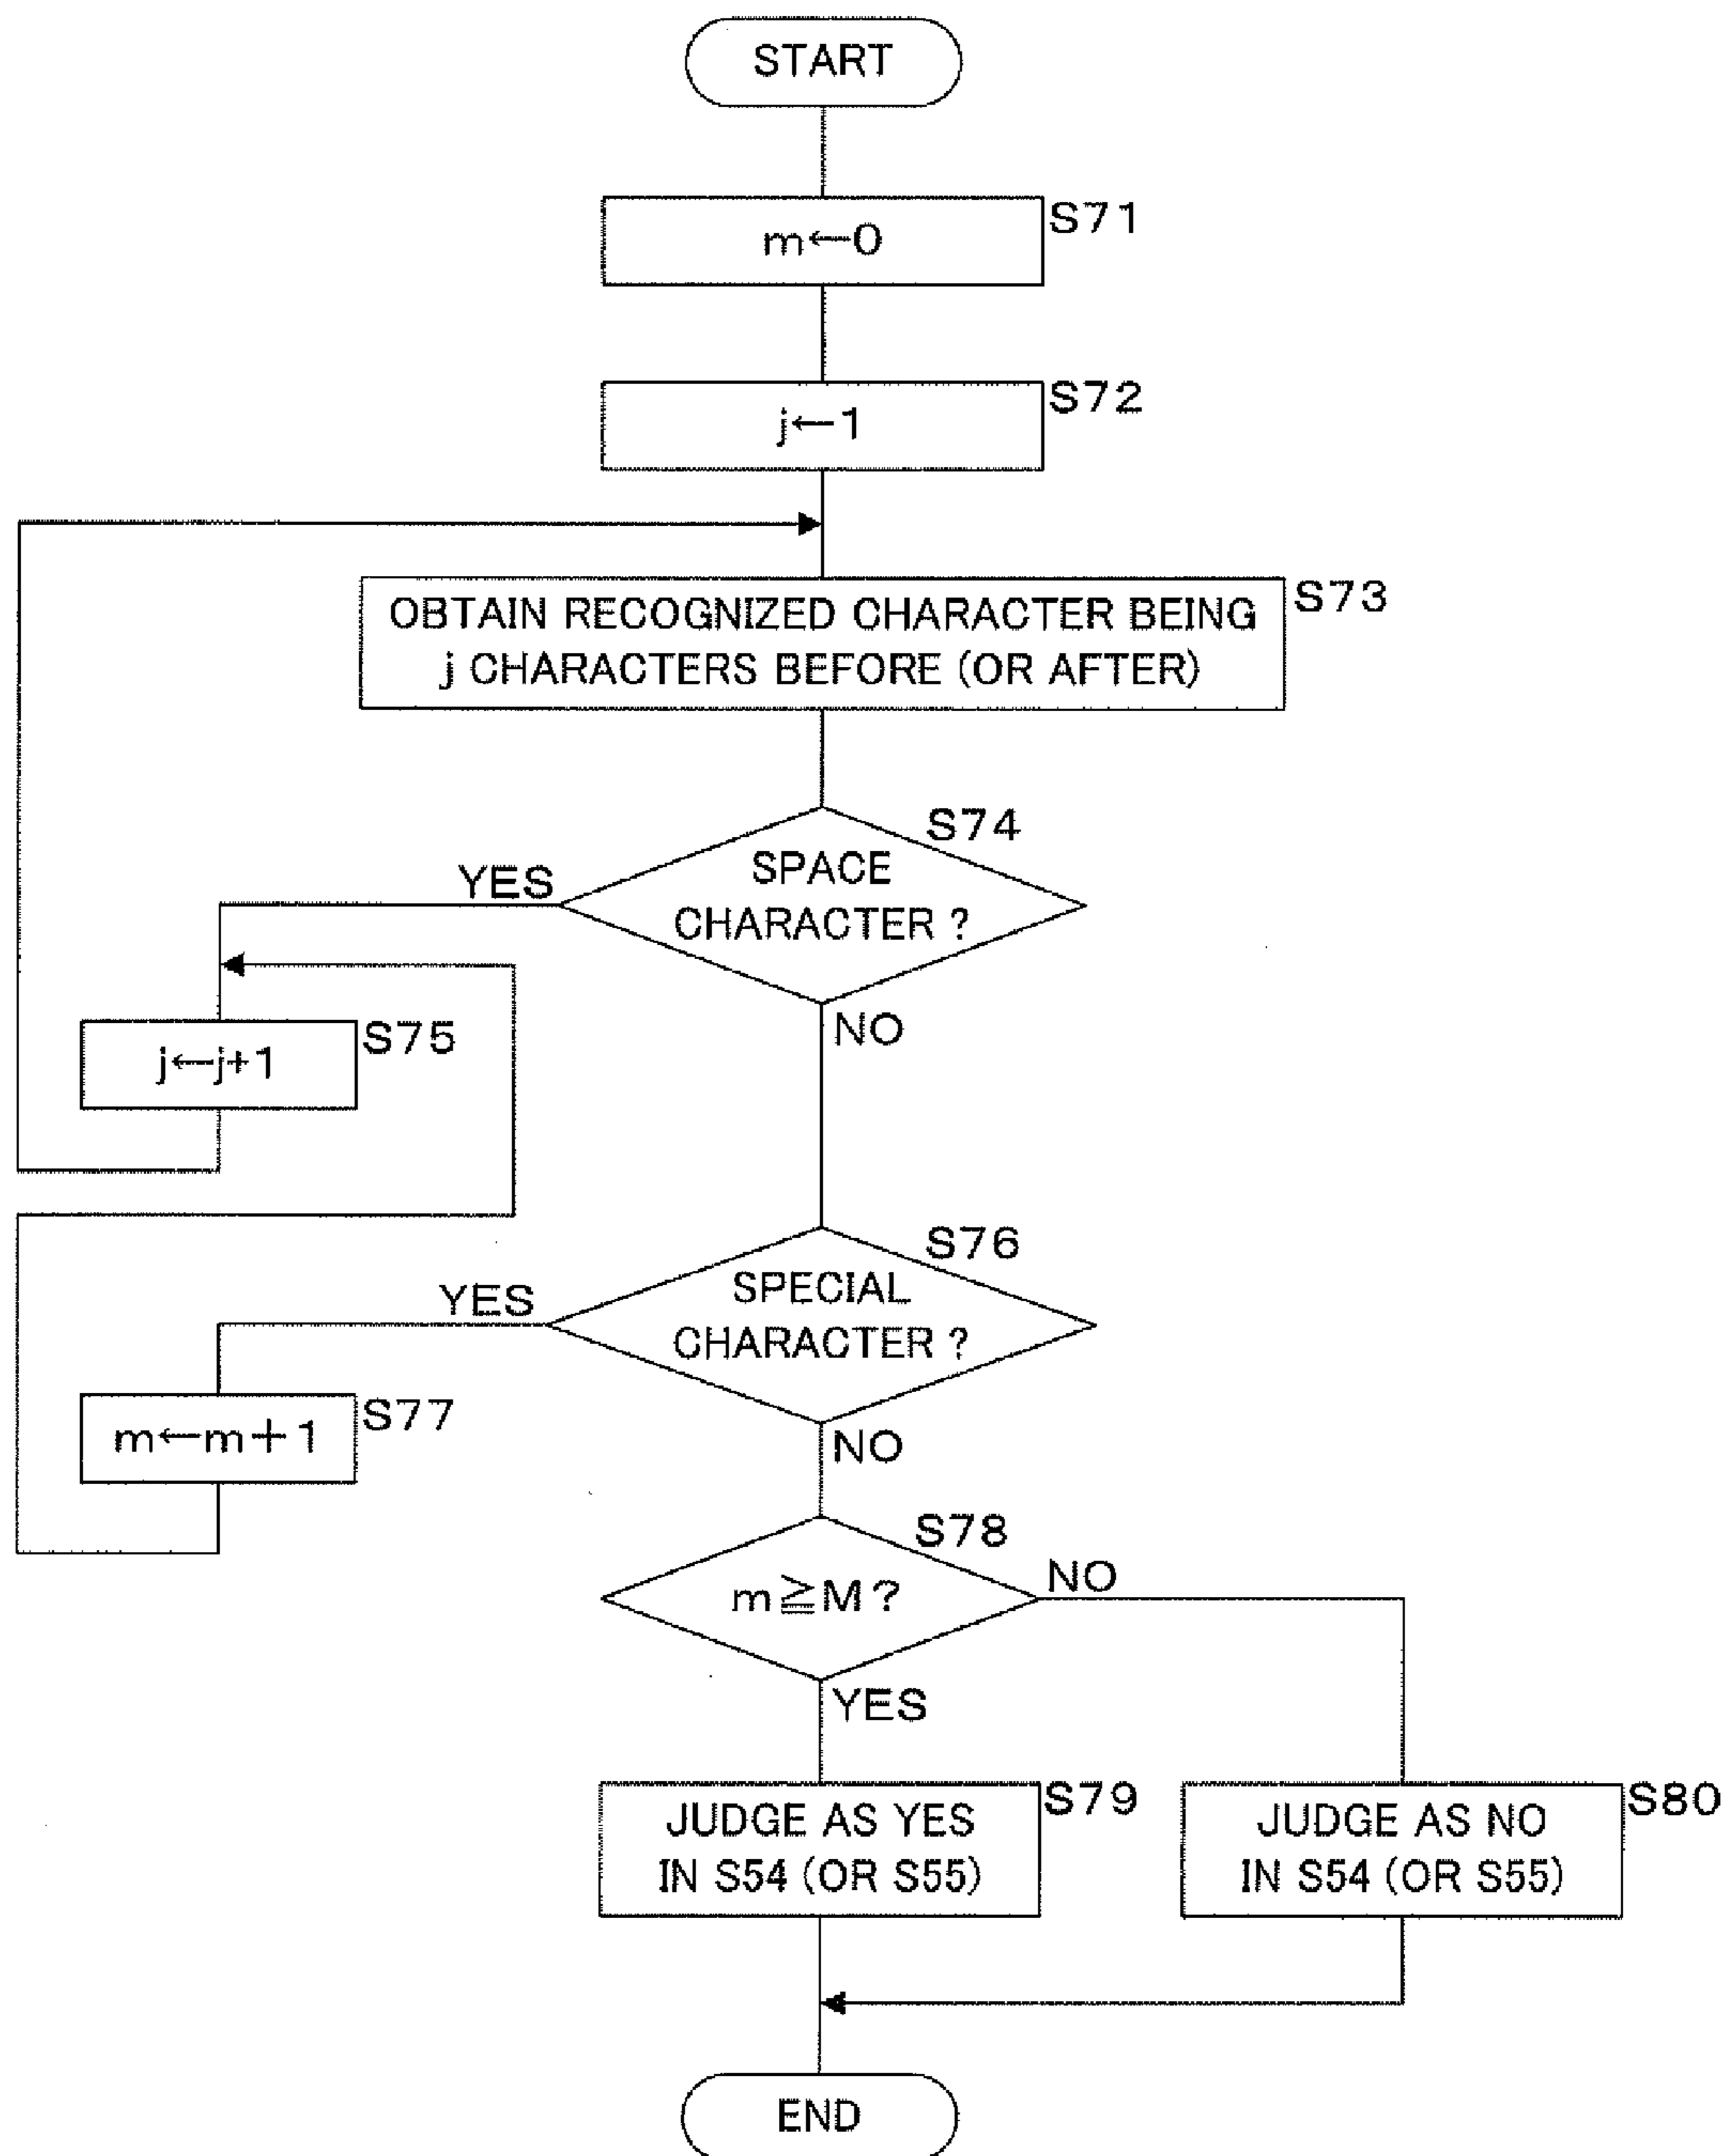 START
S71
m←0
S72
j←1
S73
OBTAIN RECOGNIZED CHARACTER BEING
j CHARACTERS BEFORE (OR AFTER)
S74
SPACE
CHARACTER ?
YES
NO
S75
j←j+1
S76
SPECIAL
CHARACTER ?
YES
NO
S77
m←m+1
S78
m≧M ?
NO
YES
S79
JUDGE AS YES
IN S54 (OR S55)
S80
JUDGE AS NO
IN S54 (OR S55)
END